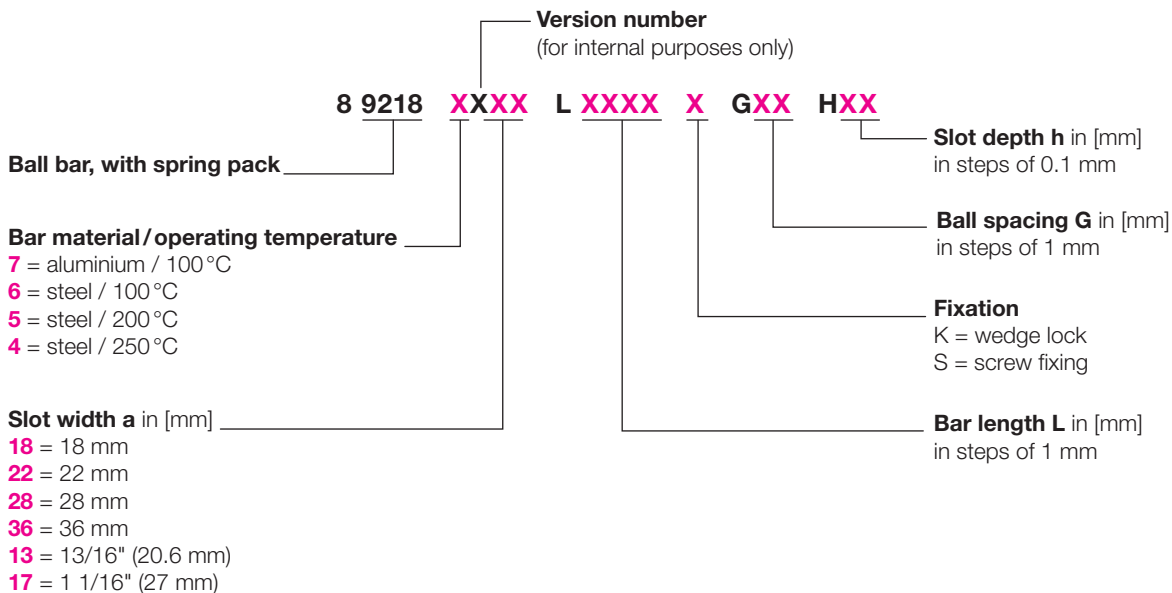 Version number
(for internal purposes only)
8 9218 XXXX L XXXX X GXX HXX
Ball bar, with spring pack
Bar material / operating temperature
7 = aluminium / 100 °C
6 = steel / 100 °C
5 = steel / 200 °C
4 = steel / 250 °C
Slot width a in [mm]
18 = 18 mm
22 = 22 mm
28 = 28 mm
36 = 36 mm
13 = 13/16" (20.6 mm)
17 = 1 1/16" (27 mm)
Slot depth h in [mm]
in steps of 0.1 mm
Ball spacing G in [mm]
in steps of 1 mm
Fixation
K = wedge lock
S = screw fixing
Bar length L in [mm]
in steps of 1 mm